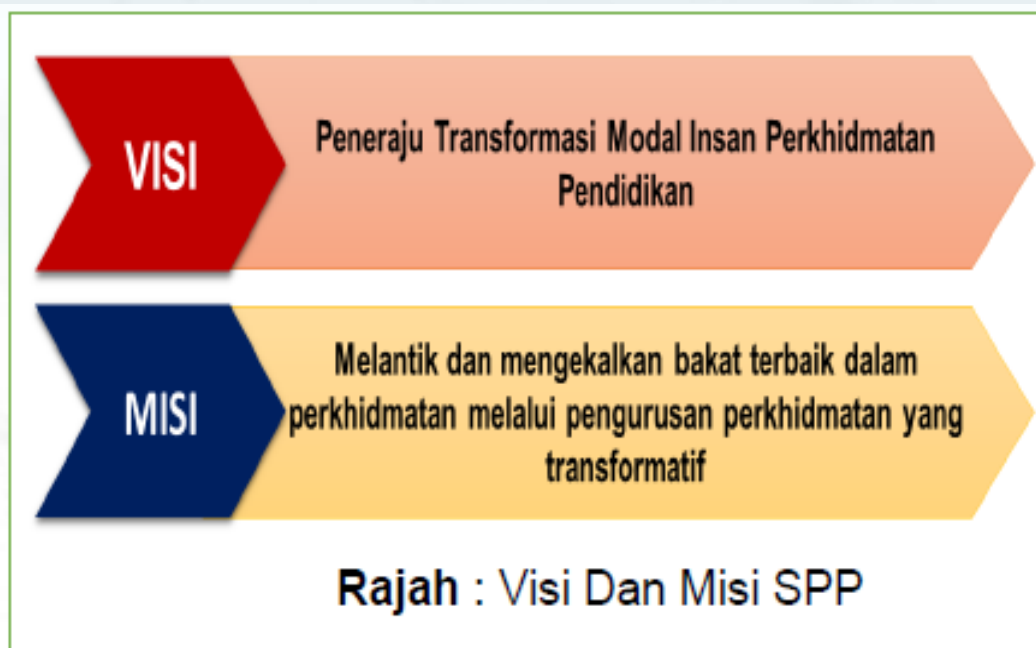 VISI
Peneraju Transformasi Modal Insan Perkhidmatan
Pendidikan
MISI
Melantik dan mengekalkan bakat terbaik dalam
perkhidmatan melalui pengurusan perkhidmatan yang
transformatif
Rajah : Visi Dan Misi SPP